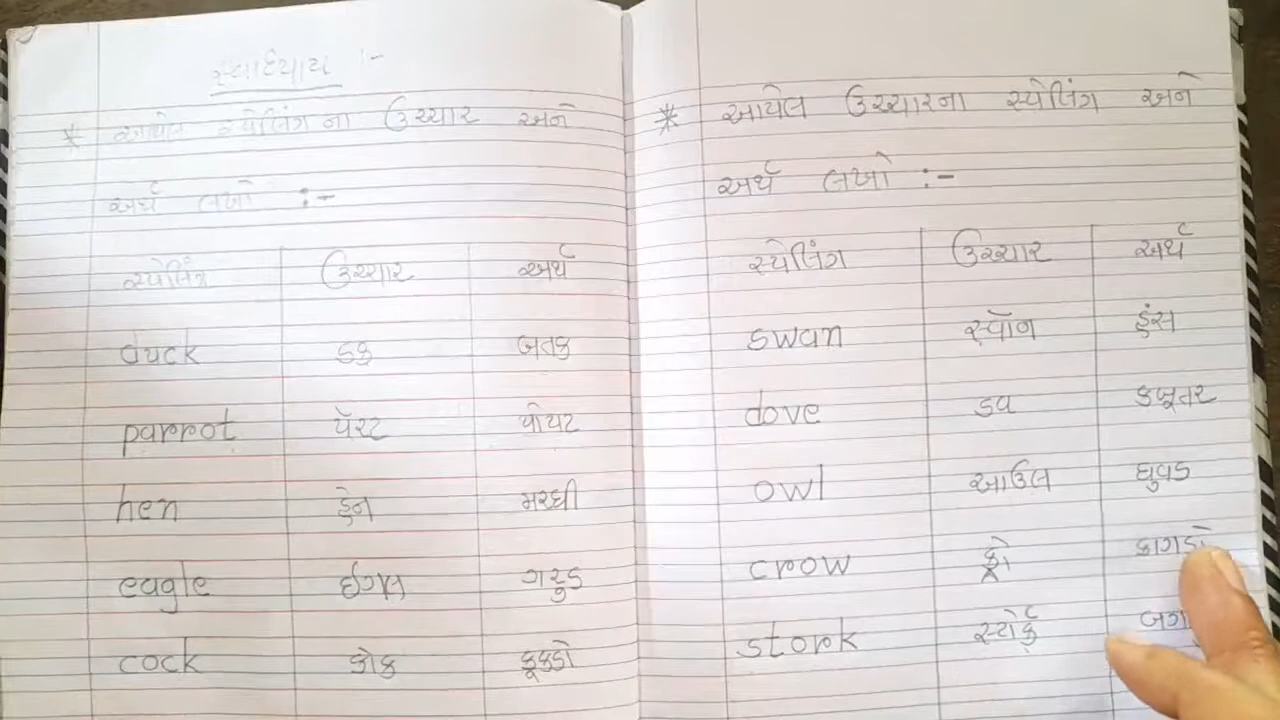 સ્વાધ્યાય :-
* આપેલ સ્પેલિંગ ના ઉચ્ચાર અને
અર્થ લખો :-
સ્પેલિંગ ઉચ્ચાર અર્થ
duck ડક બતક
parrot પૅરટ પોપટ
hen હેન મરઘી
eagle ઇગલ ગરુડ
cock કોક કૂકડો
* આપેલ ઉચ્ચારના સ્પેલિંગ અને
અર્થ લખો :-
સ્પેલિંગ ઉચ્ચાર અર્થ
swan સ્વૉન હંસ
dove ડવ કબૂતર
owl આઉલ ઘુવડ
crow ક્રો કાગડો
stork સ્ટોર્ક